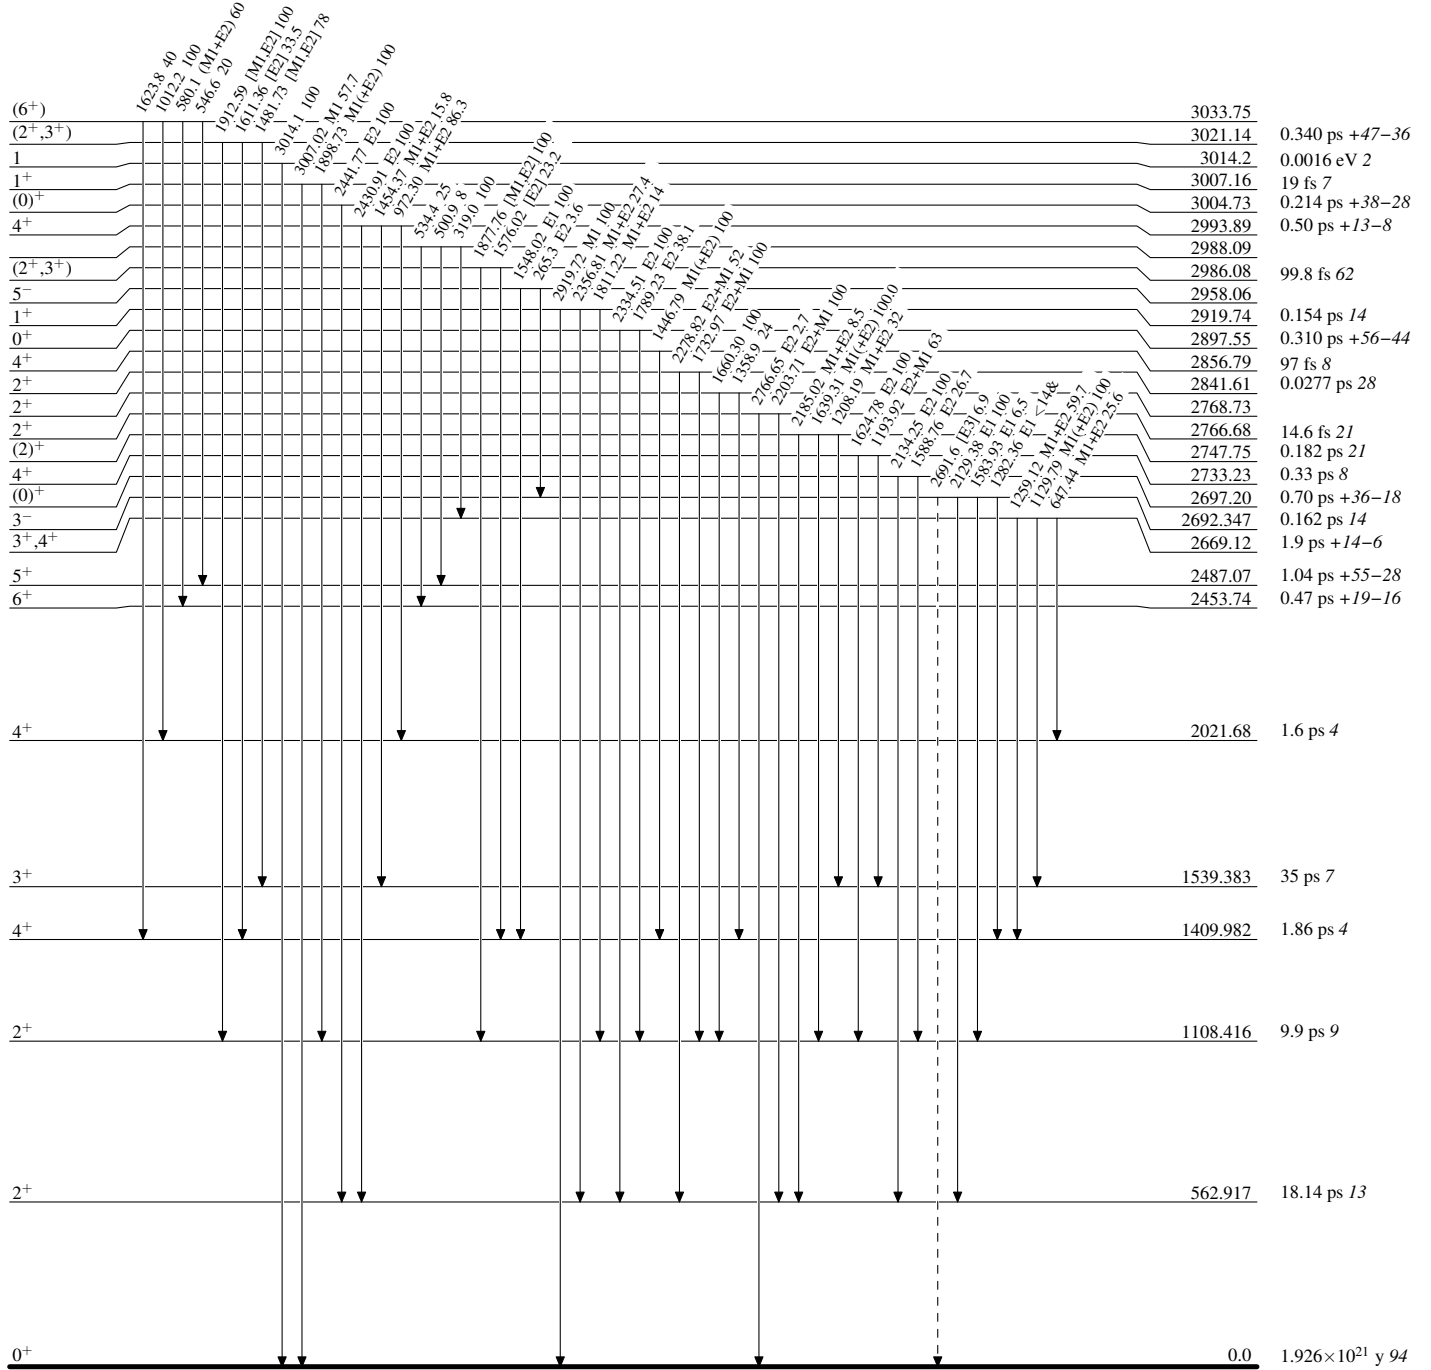 1623.8 40
1012.2 100
580.1 (M1+E2) 60
546.6 20
1912.59 [M1,E2] 100
1611.36 [E2] 33.5
1481.73 [M1,E2] 78
3014.1 100
3007.02 M1 57.7
1898.73 M1(+E2) 100
2441.77 E2 100
2430.91 E2 100
1454.37 M1+E2 15.8
972.30 M1+E2 86.3
534.4 25
500.9 8
319.0 100
1877.76 [M1,E2] 100
1576.02 [E2] 23.2
1548.02 E1 100
265.3 E2 3.6
2919.72 M1 100
2356.81 M1+E2 27.4
1811.22 M1+E2 14
2334.51 E2 100
1789.23 E2 38.1
1446.79 M1(+E2) 100
2278.82 E2+M1 52
1732.97 E2+M1 100
1660.30 100
1358.9 24
2766.65 E2 2.7
2203.71 E2+M1 100
2185.02 M1+E2 8.5
1639.31 M1(+E2) 100.0
1208.19 M1+E2 32
1624.78 E2 100
1193.92 E2+M1 63
2134.25 E2 100
1588.76 E2 26.7
2691.6 [E3] 6.9
2129.38 E1 100
1583.93 E1 6.5
1282.36 E1 <14&
1259.12 M1+E2 59.7
1129.79 M1(+E2) 100
647.44 M1+E2 25.6
(6⁺) 3033.75
(2⁺,3⁺) 3021.14 0.340 ps +47−36
1 3014.2 0.0016 eV 2
1⁺ 3007.16 19 fs 7
(0)⁺ 3004.73 0.214 ps +38−28
4⁺ 2993.89 0.50 ps +13−8
2988.09
(2⁺,3⁺) 2986.08 99.8 fs 62
5⁻ 2958.06
1⁺ 2919.74 0.154 ps 14
0⁺ 2897.55 0.310 ps +56−44
4⁺ 2856.79 97 fs 8
2⁺ 2841.61 0.0277 ps 28
2⁺ 2768.73
2⁺ 2766.68 14.6 fs 21
(2)⁺ 2747.75 0.182 ps 21
4⁺ 2733.23 0.33 ps 8
(0)⁺ 2697.20 0.70 ps +36−18
3⁻ 2692.347 0.162 ps 14
3⁺,4⁺ 2669.12 1.9 ps +14−6
5⁺ 2487.07 1.04 ps +55−28
6⁺ 2453.74 0.47 ps +19−16
4⁺ 2021.68 1.6 ps 4
3⁺ 1539.383 35 ps 7
4⁺ 1409.982 1.86 ps 4
2⁺ 1108.416 9.9 ps 9
2⁺ 562.917 18.14 ps 13
0⁺ 0.0 1.926×10²¹ y 94